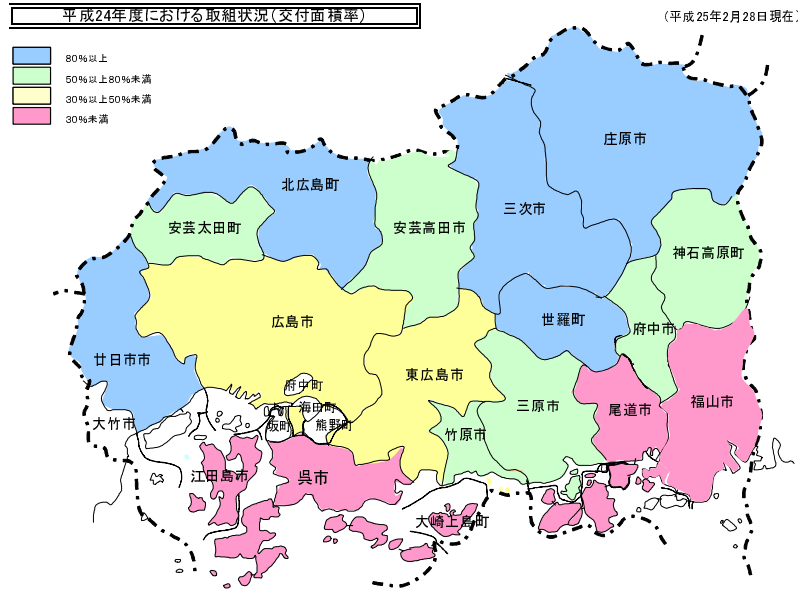 平成24年度における取組状況（交付面積率）
（平成25年2月28日現在）
80％以上
50％以上80％未満
30％以上50％未満
30％未満
庄原市
北広島町
三次市
安芸太田町
安芸高田市
神石高原町
広島市
世羅町
府中市
廿日市市
東広島市
府中町
海田町
坂町
熊野町
大竹市
竹原市
三原市
尾道市
福山市
江田島市
呉市
大崎上島町